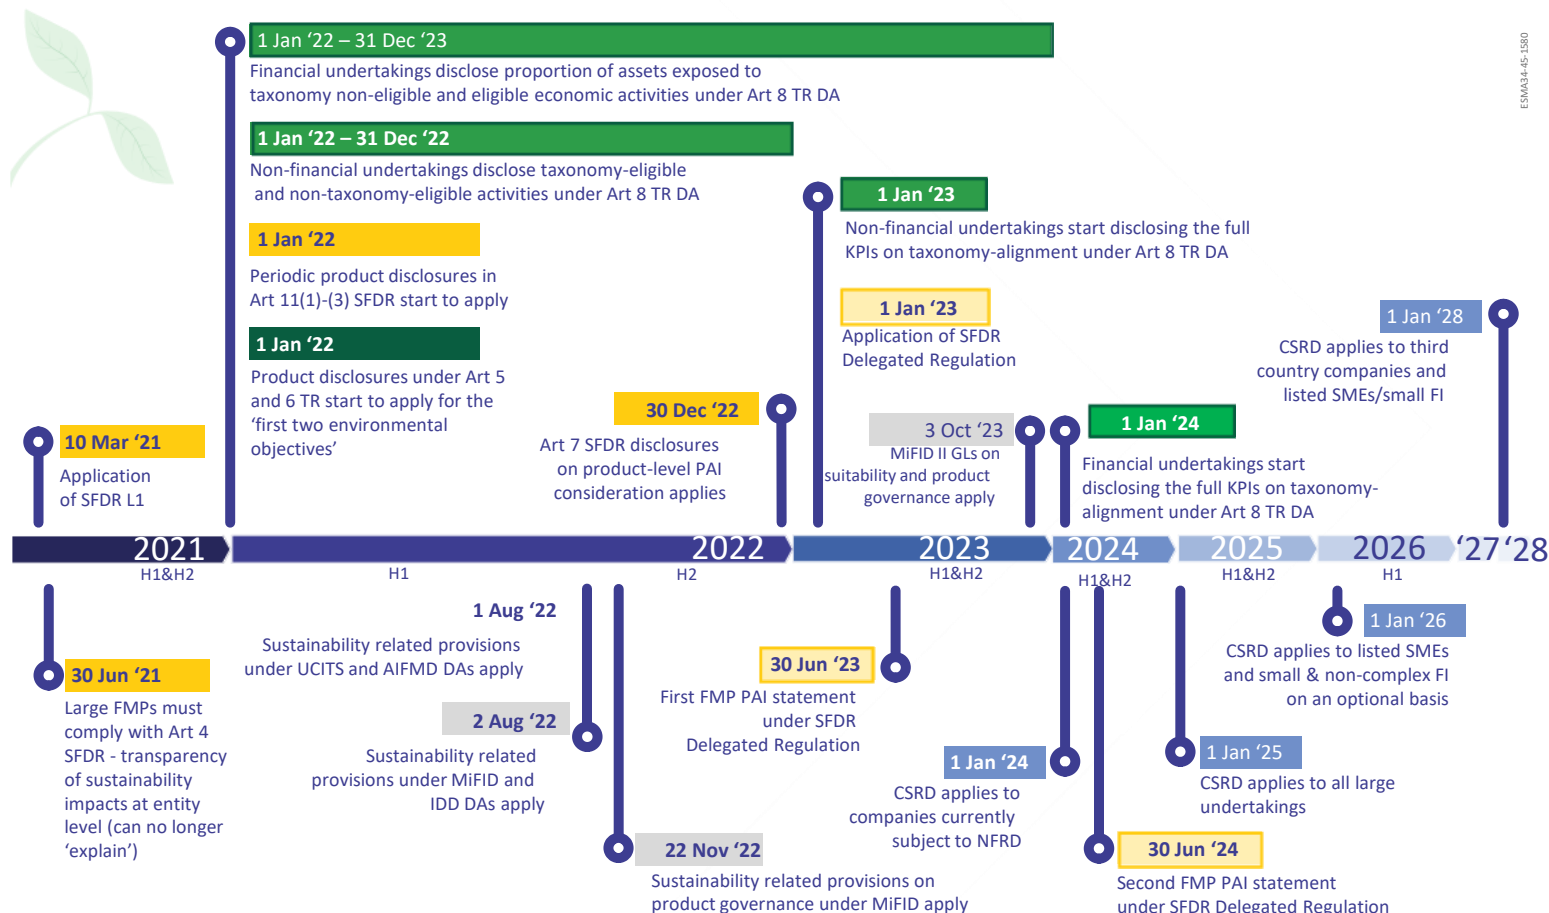 ESMA34-45-1580
1 Jan ‘22 – 31 Dec ‘23
Financial undertakings disclose proportion of assets exposed to
taxonomy non-eligible and eligible economic activities under Art 8 TR DA
1 Jan ‘22 – 31 Dec ‘22
Non-financial undertakings disclose taxonomy-eligible
and non-taxonomy-eligible activities under Art 8 TR DA
1 Jan ‘22
Periodic product disclosures in
Art 11(1)-(3) SFDR start to apply
1 Jan ‘22
Product disclosures under Art 5
and 6 TR start to apply for the
‘first two environmental
objectives’
10 Mar ‘21
Application
of SFDR L1
30 Dec ‘22
Art 7 SFDR disclosures
on product-level PAI
consideration applies
1 Jan ‘23
Non-financial undertakings start disclosing the full
KPIs on taxonomy-alignment under Art 8 TR DA
1 Jan ‘23
Application of SFDR
Delegated Regulation
3 Oct ‘23
MiFID II GLs on
suitability and product
governance apply
1 Jan ‘24
Financial undertakings start
disclosing the full KPIs on taxonomy-
alignment under Art 8 TR DA
1 Jan ‘28
CSRD applies to third
country companies and
listed SMEs/small FI
2021 2022 2023 2024 2025 2026 ‘27 ‘28
H1&H2 H1 H2 H1&H2 H1&H2 H1&H2 H1
30 Jun ‘21
Large FMPs must
comply with Art 4
SFDR - transparency
of sustainability
impacts at entity
level (can no longer
‘explain’)
1 Aug ‘22
Sustainability related provisions
under UCITS and AIFMD DAs apply
2 Aug ‘22
Sustainability related
provisions under MiFID and
IDD DAs apply
22 Nov ‘22
Sustainability related provisions on
product governance under MiFID apply
30 Jun ‘23
First FMP PAI statement
under SFDR
Delegated Regulation
1 Jan ‘24
CSRD applies to
companies currently
subject to NFRD
30 Jun ‘24
Second FMP PAI statement
under SFDR Delegated Regulation
1 Jan ‘25
CSRD applies to all large
undertakings
1 Jan ‘26
CSRD applies to listed SMEs
and small & non-complex FI
on an optional basis